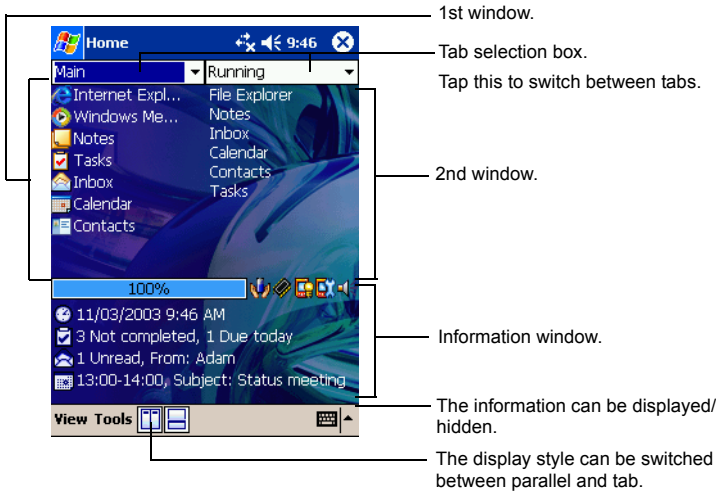 1st window.
Home 9:46
Tab selection box.
Main Running
Tap this to switch between tabs.
Internet Expl... File Explorer
Windows Me... Notes
Notes Inbox
Tasks Calendar
Inbox Contacts
Calendar Tasks
Contacts
2nd window.
100%
11/03/2003 9:46 AM
3 Not completed, 1 Due today
1 Unread, From: Adam
13:00-14:00, Subject: Status meeting
Information window.
View Tools
The information can be displayed/
hidden.
The display style can be switched
between parallel and tab.